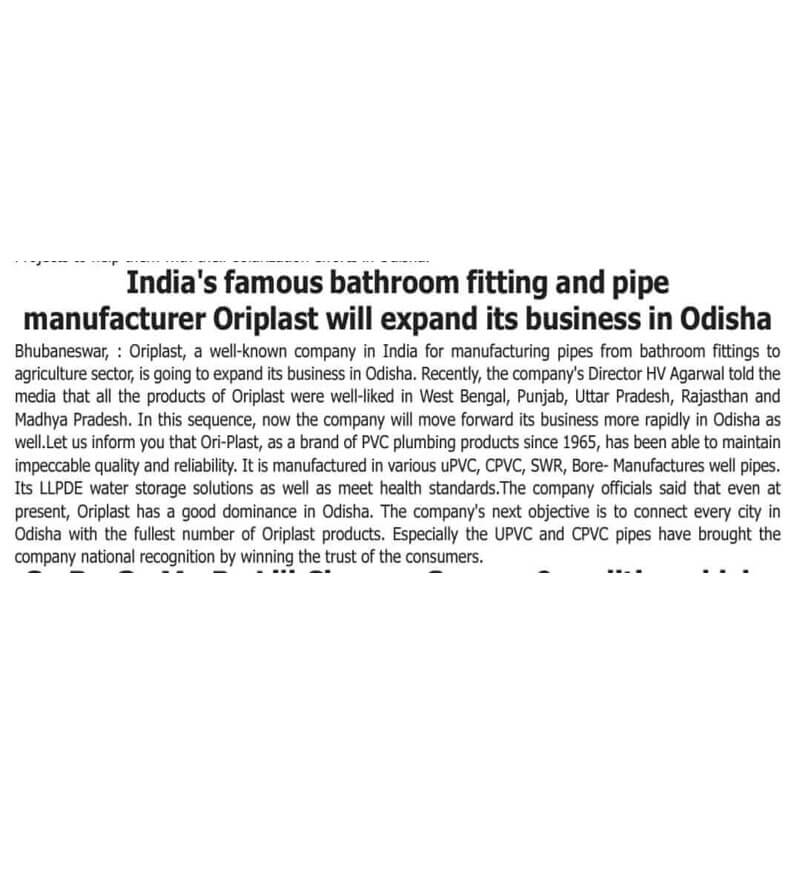 India's famous bathroom fitting and pipe
manufacturer Oriplast will expand its business in Odisha
Bhubaneswar, : Oriplast, a well-known company in India for manufacturing pipes from bathroom fittings to
agriculture sector, is going to expand its business in Odisha. Recently, the company's Director HV Agarwal told the
media that all the products of Oriplast were well-liked in West Bengal, Punjab, Uttar Pradesh, Rajasthan and
Madhya Pradesh. In this sequence, now the company will move forward its business more rapidly in Odisha as
well.Let us inform you that Ori-Plast, as a brand of PVC plumbing products since 1965, has been able to maintain
impeccable quality and reliability. It is manufactured in various uPVC, CPVC, SWR, Bore- Manufactures well pipes.
Its LLPDE water storage solutions as well as meet health standards.The company officials said that even at
present, Oriplast has a good dominance in Odisha. The company's next objective is to connect every city in
Odisha with the fullest number of Oriplast products. Especially the UPVC and CPVC pipes have brought the
company national recognition by winning the trust of the consumers.